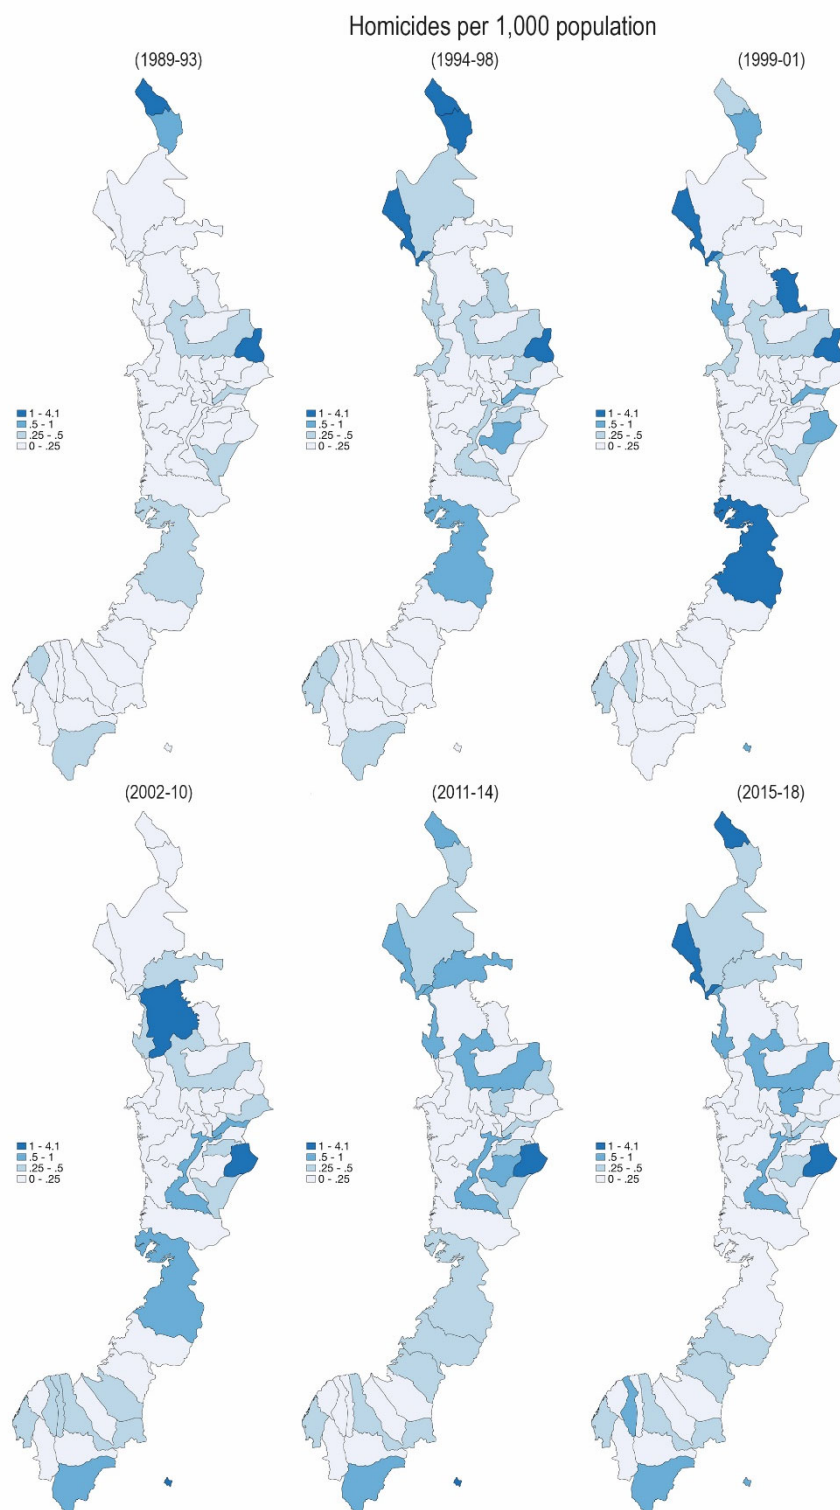 Homicides per 1,000 population
(1989-93)
(1994-98)
(1999-01)
1 - 4.1
.5 - 1
.25 - .5
0 - .25
1 - 4.1
.5 - 1
.25 - .5
0 - .25
1 - 4.1
.5 - 1
.25 - .5
0 - .25
(2002-10)
(2011-14)
(2015-18)
1 - 4.1
.5 - 1
.25 - .5
0 - .25
1 - 4.1
.5 - 1
.25 - .5
0 - .25
1 - 4.1
.5 - 1
.25 - .5
0 - .25